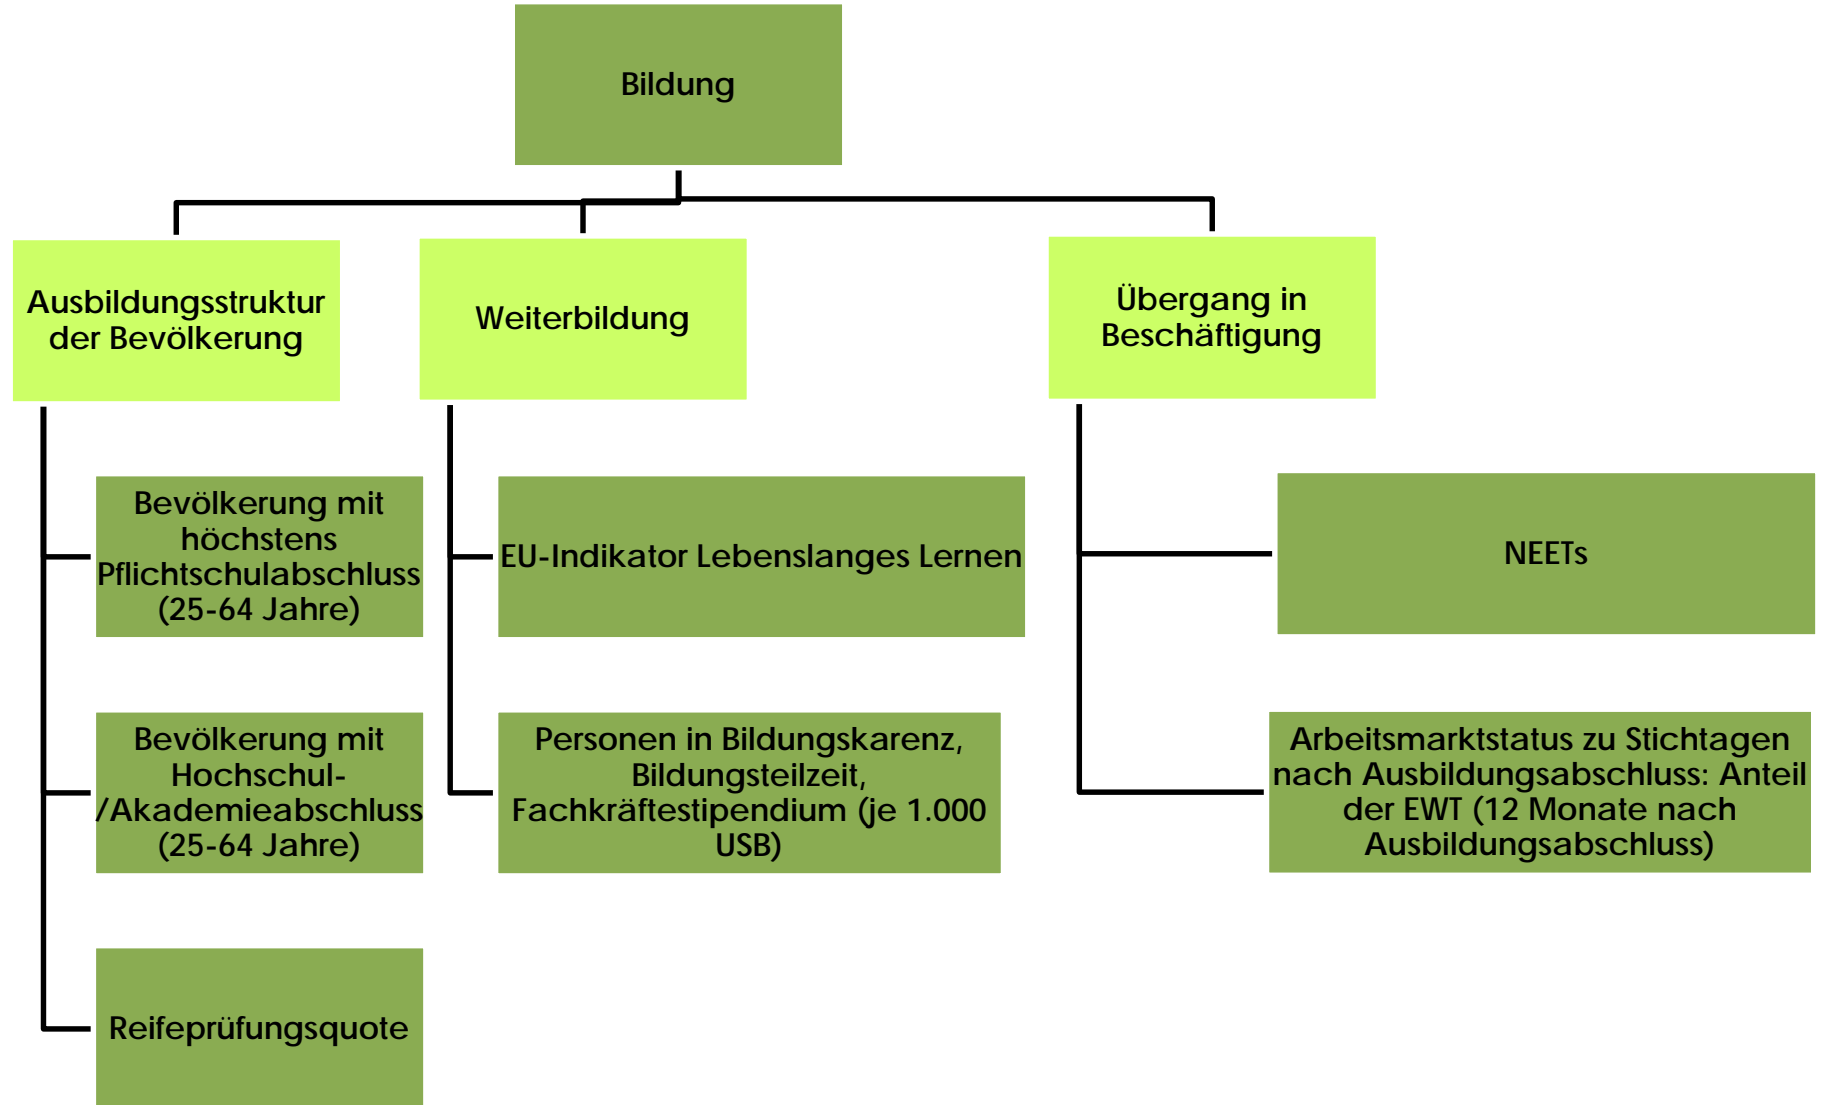 Bildung
Ausbildungsstruktur
der Bevölkerung
Weiterbildung
Übergang in
Beschäftigung
Bevölkerung mit
höchstens
Pflichtschulabschluss
(25-64 Jahre)
EU-Indikator Lebenslanges Lernen
NEETs
Bevölkerung mit
Hochschul-
/Akademieabschluss
(25-64 Jahre)
Personen in Bildungskarenz,
Bildungsteilzeit,
Fachkräftestipendium (je 1.000
USB)
Arbeitsmarktstatus zu Stichtagen
nach Ausbildungsabschluss: Anteil
der EWT (12 Monate nach
Ausbildungsabschluss)
Reifeprüfungsquote